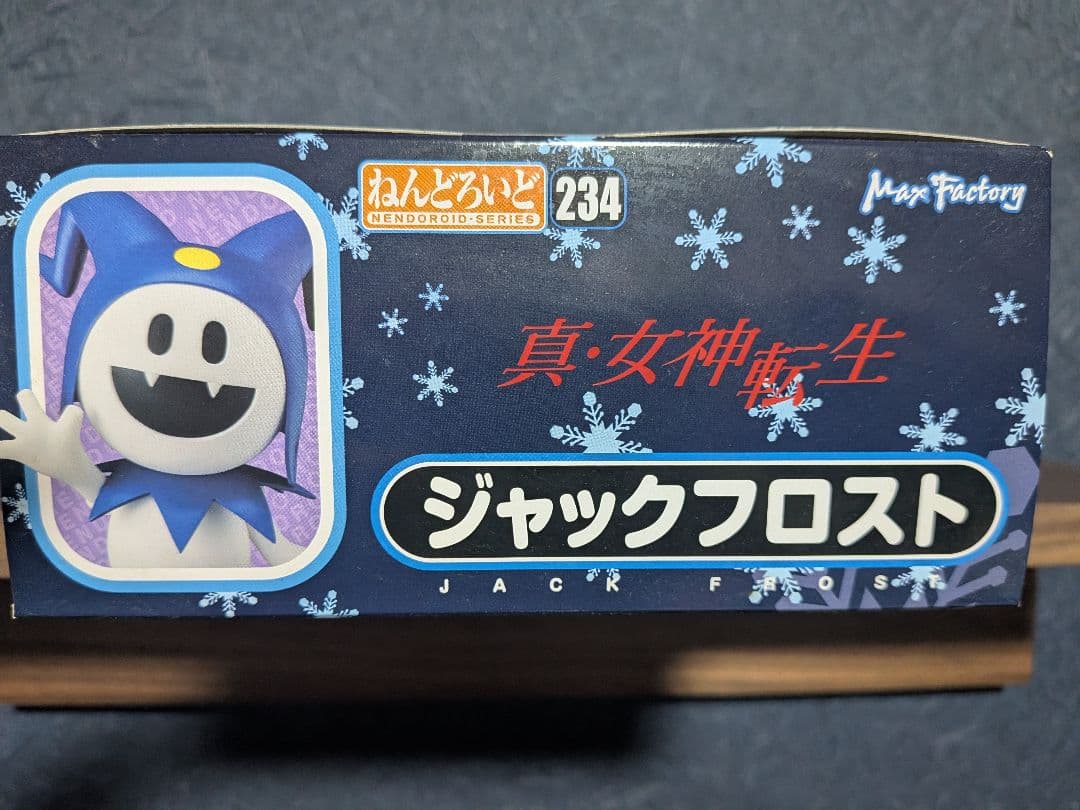 ねんどろいど
NENDOROID-SERIES
234
Max Factory
真・女神転生
ジャックフロスト
JACK FROST